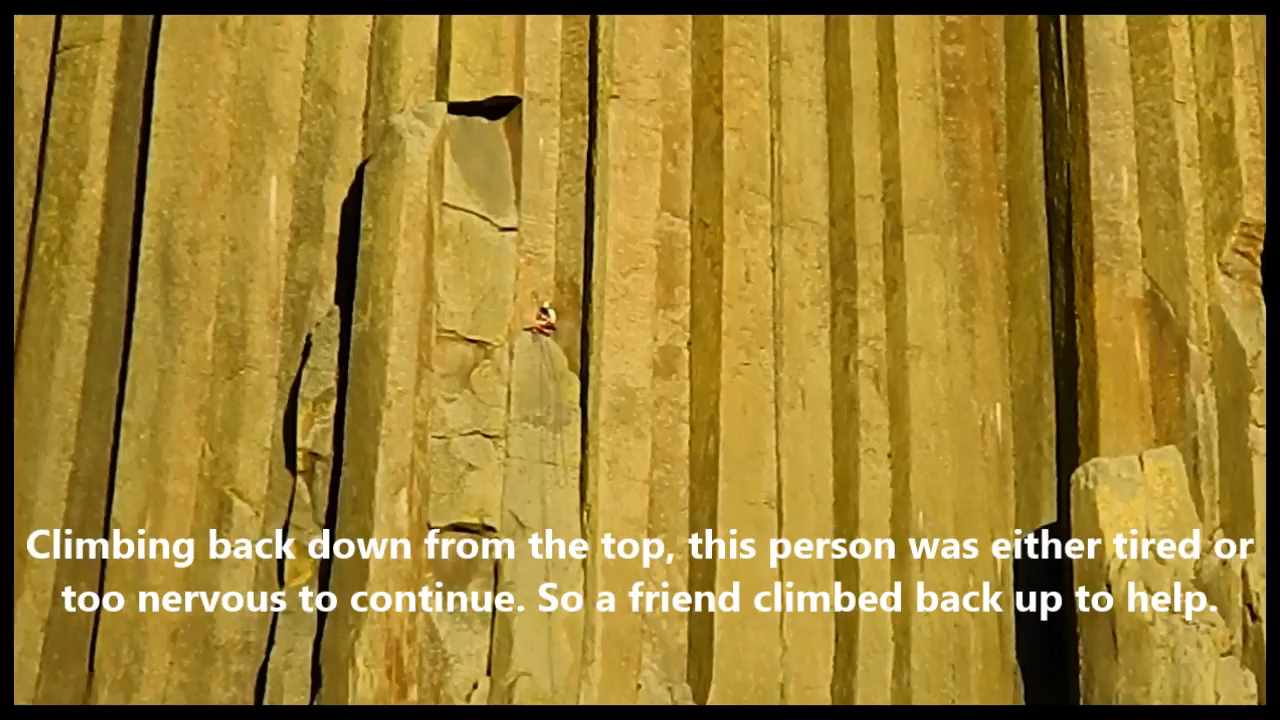 Climbing back down from the top, this person was either tired or
too nervous to continue. So a friend climbed back up to help.